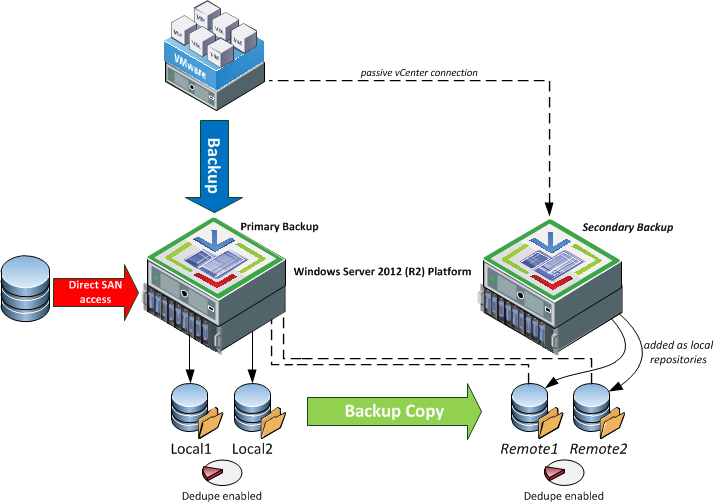 VM
VM
VM
VM
VM
VM
VMware
passive vCenter connection
Backup
Primary Backup
Secondary Backup
Windows Server 2012 (R2) Platform
Direct SAN
access
added as local
repositories
Backup Copy
Local1
Local2
Remote1
Remote2
Dedupe enabled
Dedupe enabled